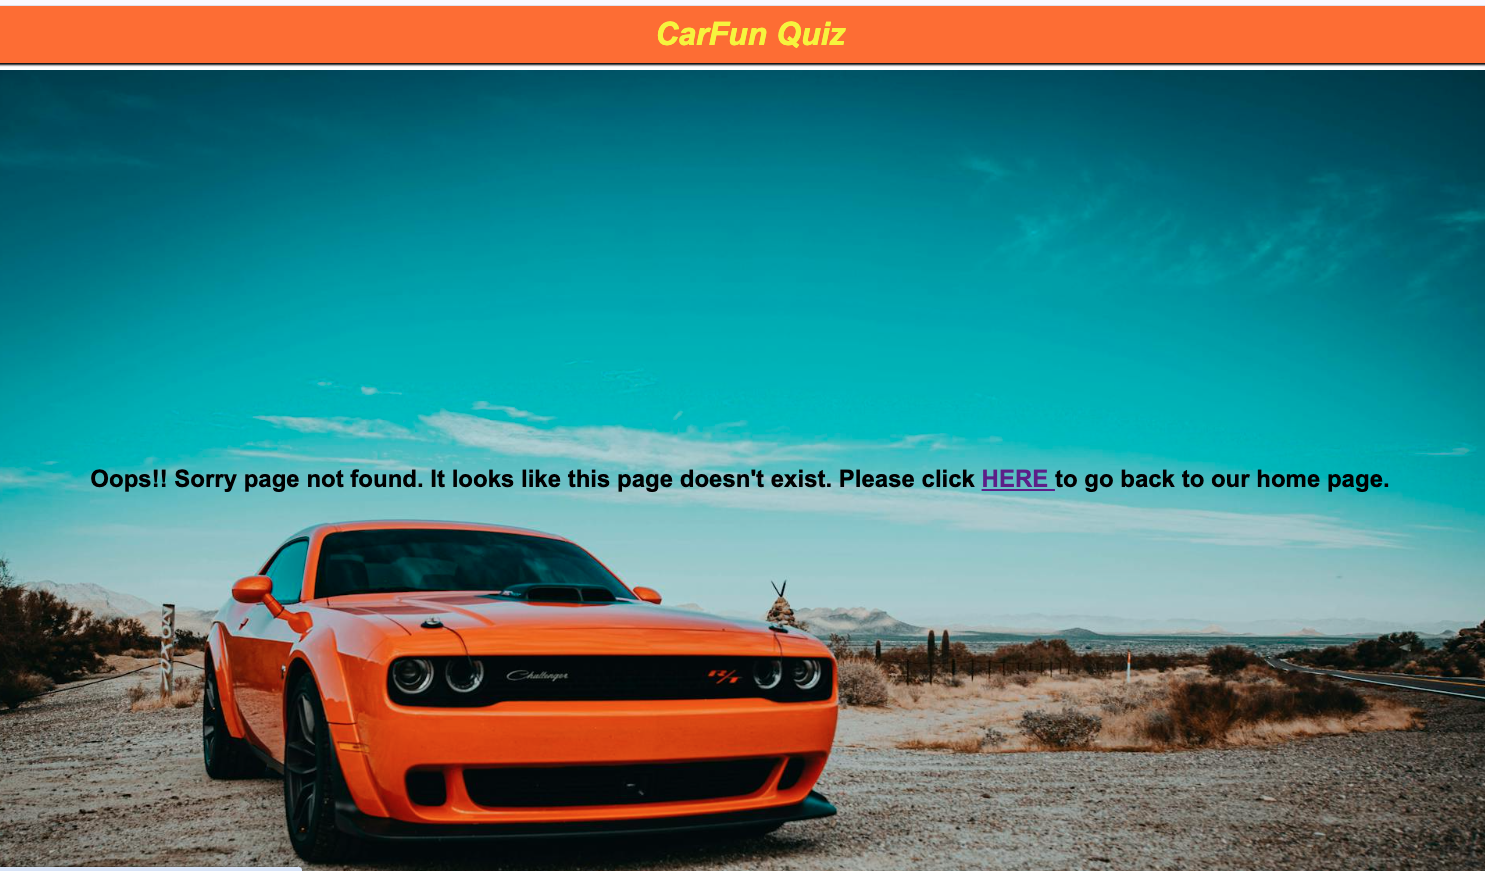 CarFun Quiz
Oops!! Sorry page not found. It looks like this page doesn't exist. Please click HERE to go back to our home page.
Challenger R/T